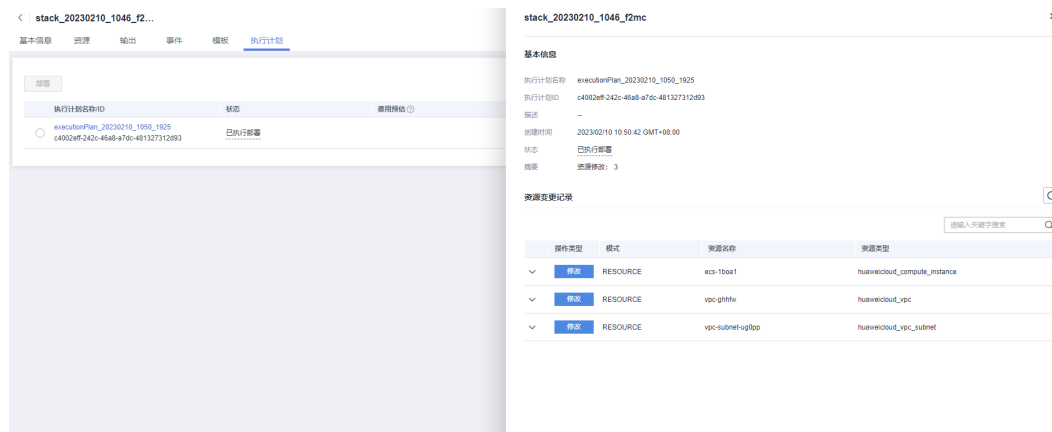 stack_20230210_1046_f2...
基本信息 资源 输出 事件 模板 执行计划
部署
执行计划名称/ID 状态 费用预估
executionPlan_20230210_1050_1925
c4002eff-242c-46a8-a7dc-481327312d93
已执行部署
stack_20230210_1046_f2mc
基本信息
执行计划名称 executionPlan_20230210_1050_1925
执行计划ID c4002eff-242c-46a8-a7dc-481327312d93
描述 --
创建时间 2023/02/10 10:50:42 GMT+08:00
状态 已执行部署
摘要 资源修改: 3
资源变更记录
请输入关键字搜索
操作类型 模式 资源名称 资源类型
修改 RESOURCE ecs-1boa1 huaweicloud_compute_instance
修改 RESOURCE vpc-ghhfw huaweicloud_vpc
修改 RESOURCE vpc-subnet-ug0pp huaweicloud_vpc_subnet